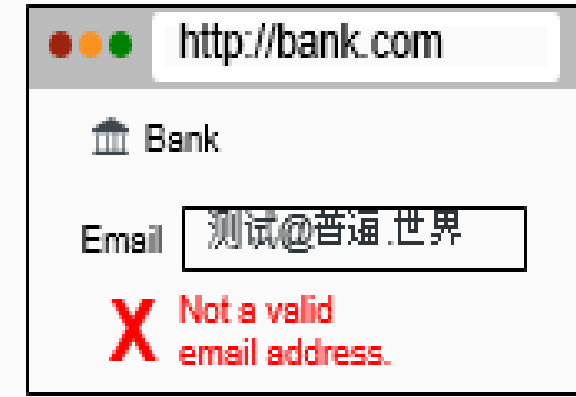 http://bank.com
Bank
Email 测试@普遍.世界
X Not a valid
email address.